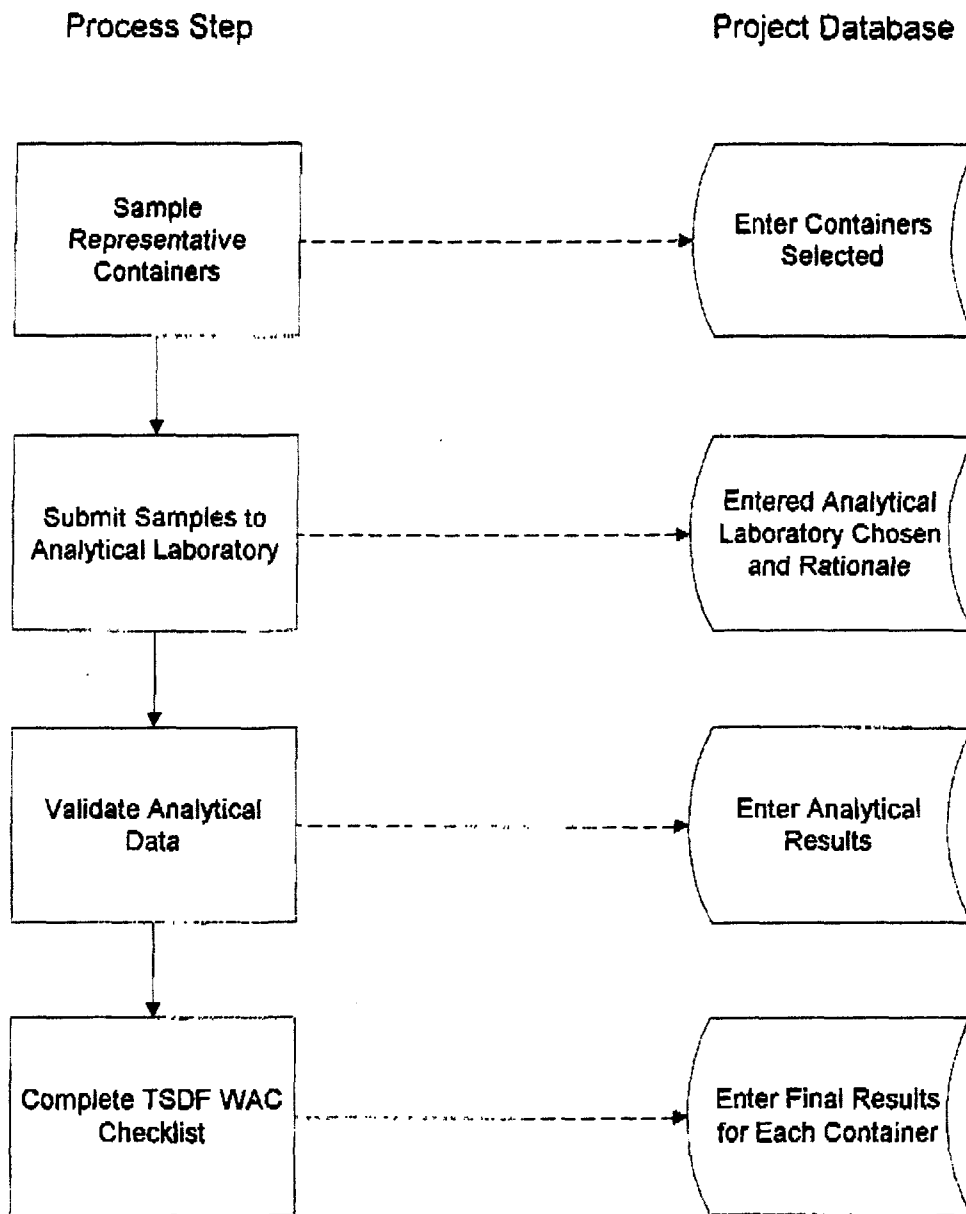 Process Step
Project Database
Sample
Representative
Containers
Enter Containers
Selected
Submit Samples to
Analytical Laboratory
Entered Analytical
Laboratory Chosen
and Rationale
Validate Analytical
Data
Enter Analytical
Results
Complete TSDF WAC
Checklist
Enter Final Results
for Each Container